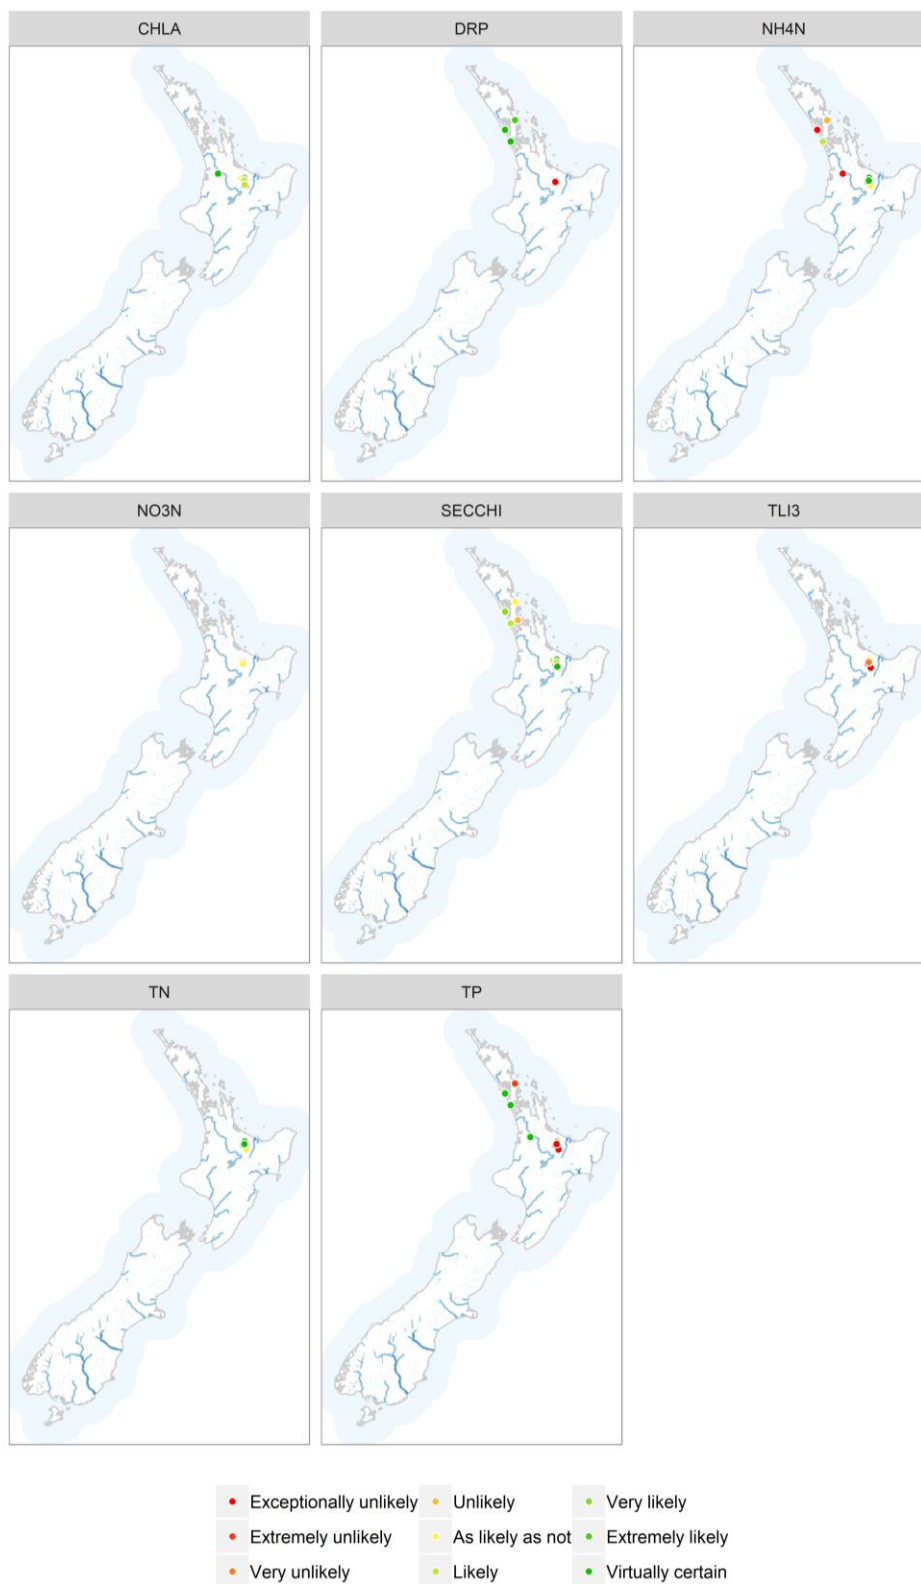 CHLA DRP NH4N
NO3N SECCHI TLI3
TN TP
Exceptionally unlikely Unlikely Very likely
Extremely unlikely As likely as not Extremely likely
Very unlikely Likely Virtually certain